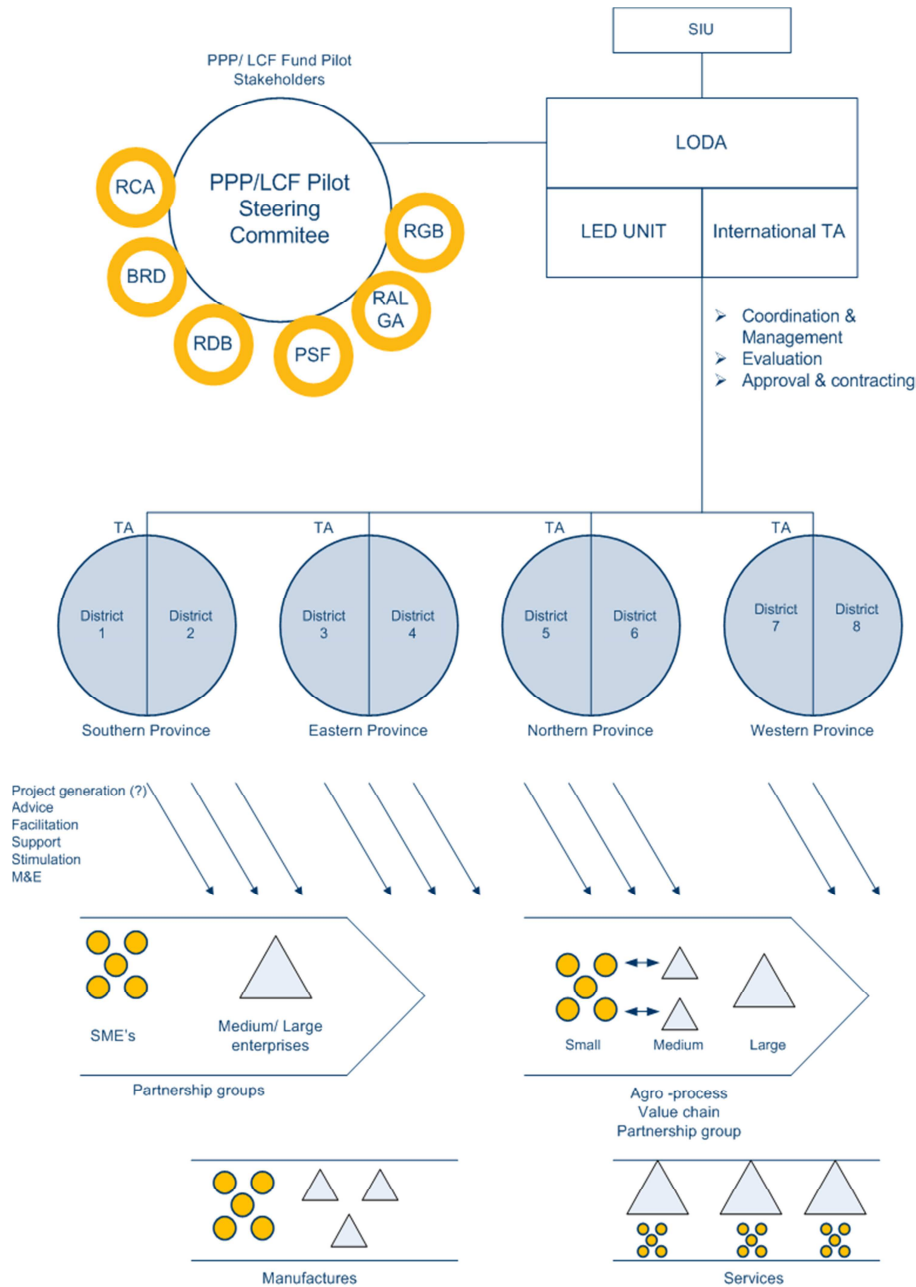 SIU
PPP/ LCF Fund Pilot
Stakeholders
LODA
RCA
PPP/LCF Pilot
Steering
Commitee
RGB
LED UNIT
International TA
BRD
RAL
GA
RDB
PSF
➢ Coordination &
Management
➢ Evaluation
➢ Approval & contracting
TA
TA
TA
TA
District
1
District
2
District
3
District
4
District
5
District
6
District
7
District
8
Southern Province
Eastern Province
Northern Province
Western Province
Project generation (?)
Advice
Facilitation
Support
Stimulation
M&E
SME's
Medium/ Large
enterprises
Small
Medium
Large
Partnership groups
Agro -process
Value chain
Partnership group
Manufactures
Services